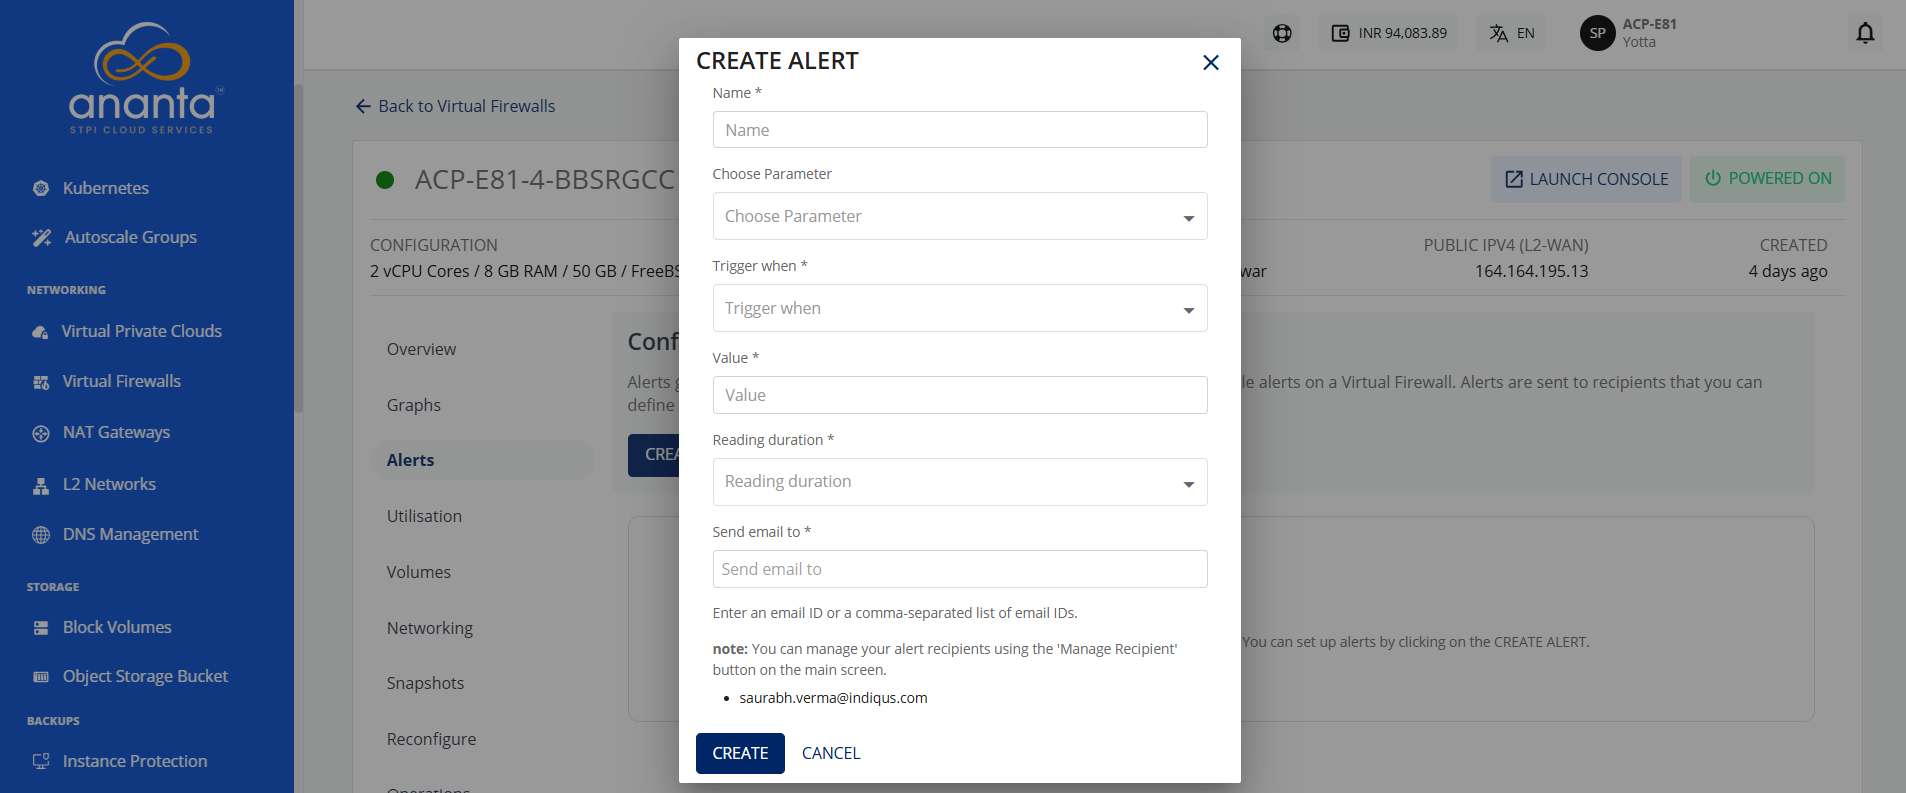 ananta
STPI CLOUD SERVICES
Kubernetes
Autoscale Groups
NETWORKING
Virtual Private Clouds
Virtual Firewalls
NAT Gateways
L2 Networks
DNS Management
STORAGE
Block Volumes
Object Storage Bucket
BACKUPS
Instance Protection
INR 94,083.89
EN
SP
ACP-E81
Yotta
Back to Virtual Firewalls
ACP-E81-4-BBSRGCC
LAUNCH CONSOLE
POWERED ON
CONFIGURATION
2 vCPU Cores / 8 GB RAM / 50 GB / FreeBS
war
PUBLIC IPV4 (L2-WAN)
164.164.195.13
CREATED
4 days ago
Overview
Graphs
Alerts
Utilisation
Volumes
Networking
Snapshots
Reconfigure
Operations
Conf
Alerts g
le alerts on a Virtual Firewall. Alerts are sent to recipients that you can
define
CREA
You can set up alerts by clicking on the CREATE ALERT.
CREATE ALERT
Name *
Name
Choose Parameter
Choose Parameter
Trigger when *
Trigger when
Value *
Value
Reading duration *
Reading duration
Send email to *
Send email to
Enter an email ID or a comma-separated list of email IDs.
note: You can manage your alert recipients using the 'Manage Recipient'
button on the main screen.
saurabh.verma@indiqus.com
CREATE
CANCEL